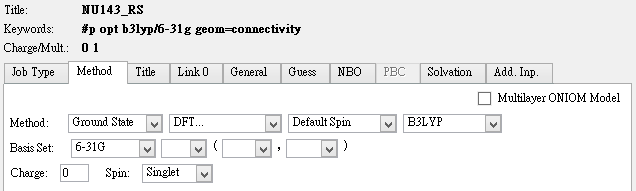 Title: NU143_RS
Keywords: #p opt b3lyp/6-31g geom=connectivity
Charge/Mult.: 0 1
Job Type Method Title Link 0 General Guess NBO PBC Solvation Add. Inp.
Multilayer ONIOM Model
Method: Ground State DFT... Default Spin B3LYP
Basis Set: 6-31G ( , )
Charge: 0 Spin: Singlet